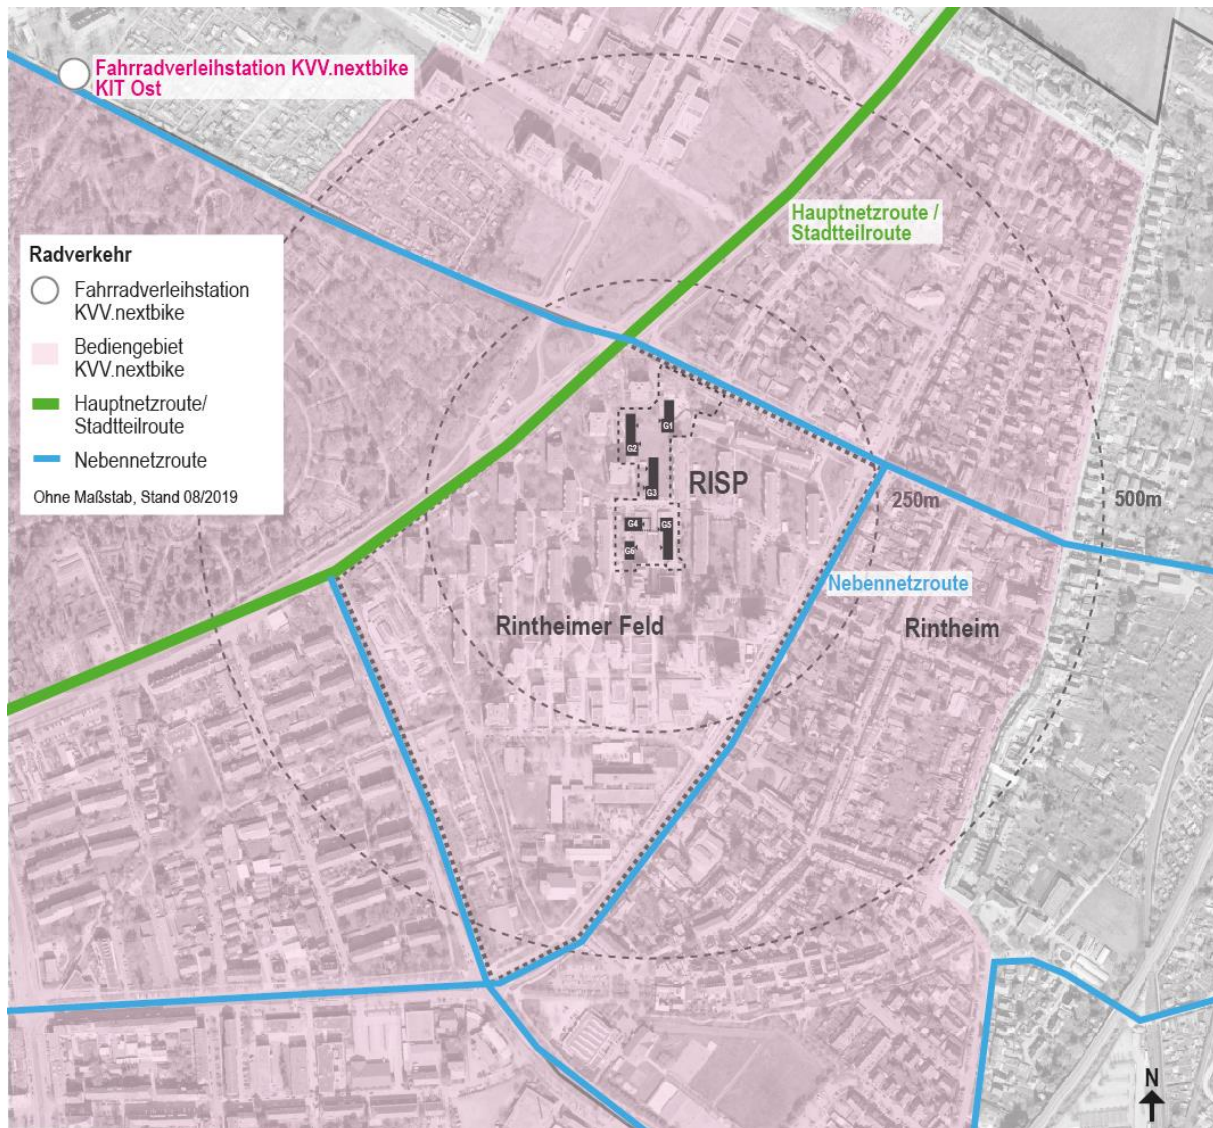 Fahrradverleihstation KVV.nextbike
KIT Ost
Hauptnetzroute /
Stadtteilroute
Radverkehr
Fahrradverleihstation
KVV.nextbike
Bediengebiet
KVV.nextbike
Hauptnetzroute/
Stadtteilroute
Nebennetzroute
Ohne Maßstab, Stand 08/2019
G1
G2
G3
RISP
250m
500m
G4
G5
G6
Nebennetzroute
Rintheimer Feld
Rintheim
N